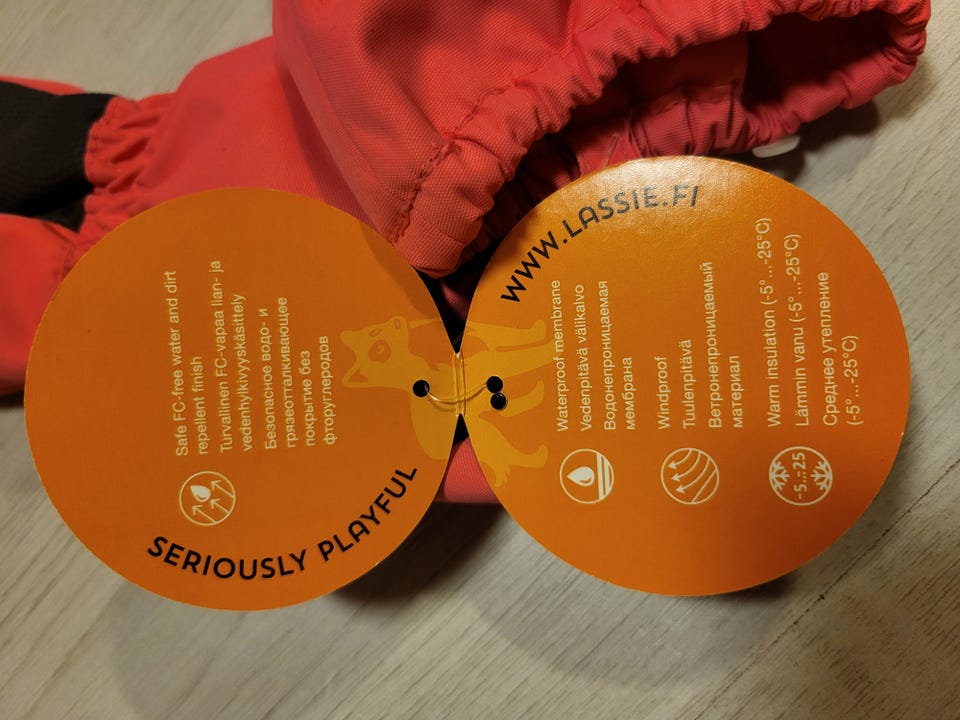 SERIOUSLY PLAYFUL
Safe FC-free water and dirt
repellent finish
Turvallinen FC-vapaa lian- ja
vedenhylkivyyskäsittely
Безопасное водо- и
грязеотталкивающее
покрытие без
фторуглеродов
WWW.LASSIE.FI
Waterproof membrane
Vedenpitävä välikalvo
Водонепроницаемая
мембрана
Windproof
Tuulenpitävä
Ветронепроницаемый
материал
-5...-25
Warm insulation (-5°...-25°C)
Lämmin vanu (-5°...-25°C)
Среднее утепление
(-5°...-25°C)